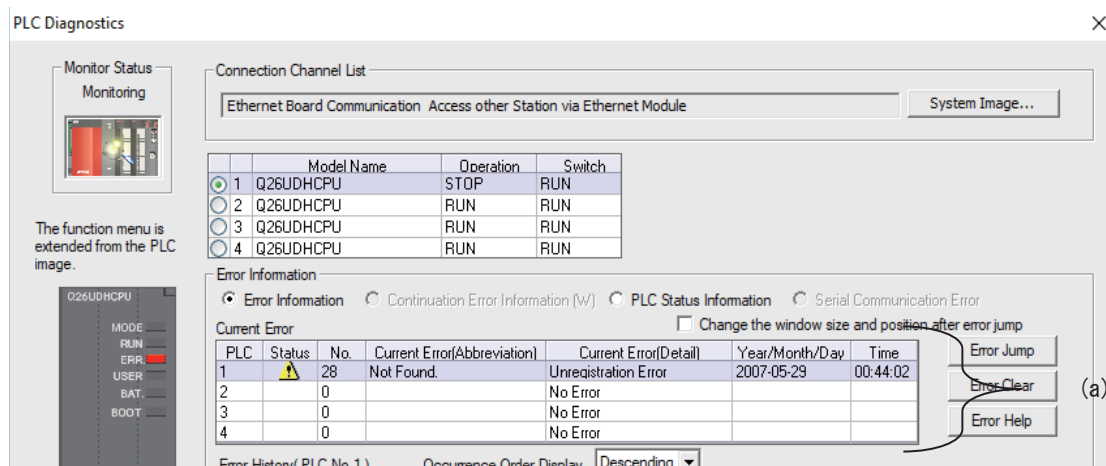 PLC Diagnostics
Monitor Status
Monitoring
Connection Channel List
Ethernet Board Communication Access other Station via Ethernet Module
System Image...
Model Name Operation Switch
1 Q26UDHCPU STOP RUN
2 Q26UDHCPU RUN RUN
3 Q26UDHCPU RUN RUN
4 Q26UDHCPU RUN RUN
The function menu is
extended from the PLC
image.
Q26UDHCPU
MODE
RUN
ERR.
USER
BAT.
BOOT
Error Information
Error Information Continuation Error Information (W) PLC Status Information Serial Communication Error
Current Error
Change the window size and position after error jump
PLC Status No. Current Error(Abbreviation) Current Error(Detail) Year/Month/Day Time
1 28 Not Found. Unregistration Error 2007-05-29 00:44:02
2 0 No Error
3 0 No Error
4 0 No Error
Error Jump
Error Clear
Error Help
(a)
Error History( PLC No.1 ) Occurrence Order Display Descending